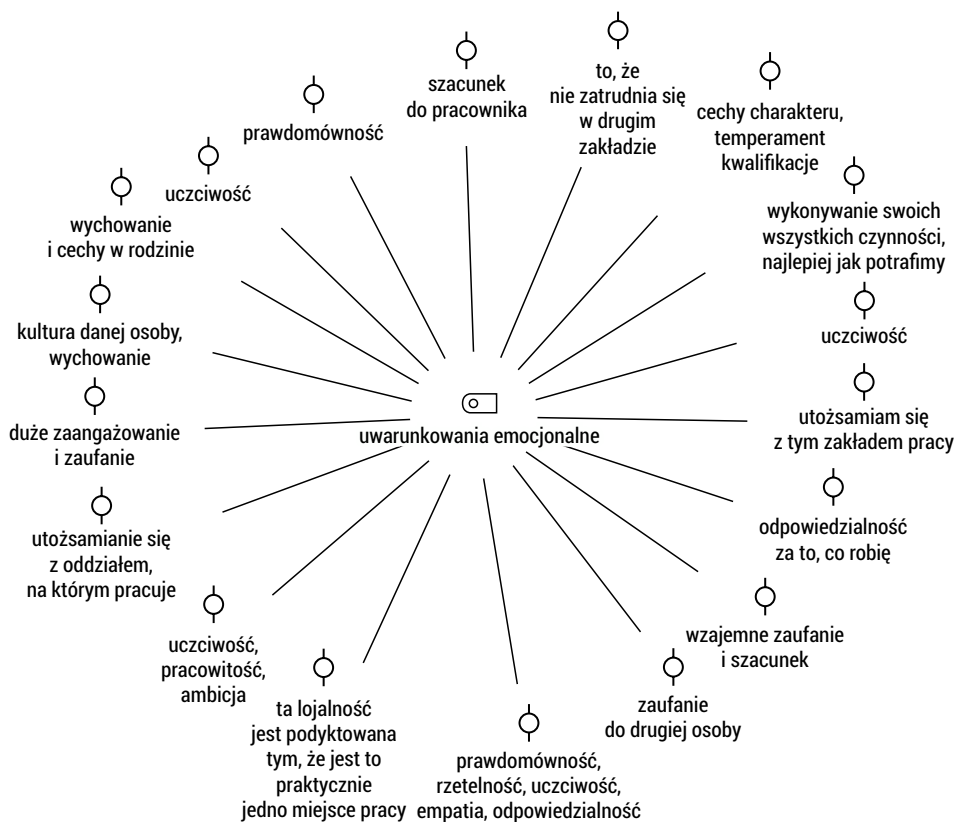 szacunek
do pracownika
to, że
nie zatrudnia się
w drugim
zakładzie
cechy charakteru,
temperament
kwalifikacje
wykonywanie swoich
wszystkich czynności,
najlepiej jak potrafimy
uczciwość
utożsamiam się
z tym zakładem pracy
odpowiedzialność
za to, co robię
wzajemne zaufanie
i szacunek
zaufanie
do drugiej osoby
prawdomówność,
rzetelność, uczciwość,
empatia, odpowiedzialność
ta lojalność
jest podyktowana
tym, że jest to
praktycznie
jedno miejsce pracy
uczciwość,
pracowitość,
ambicja
utożsamianie się
z oddziałem,
na którym pracuje
duże zaangażowanie
i zaufanie
kultura danej osoby,
wychowanie
wychowanie
i cechy w rodzinie
uczciwość
prawdomówność
uwarunkowania emocjonalne